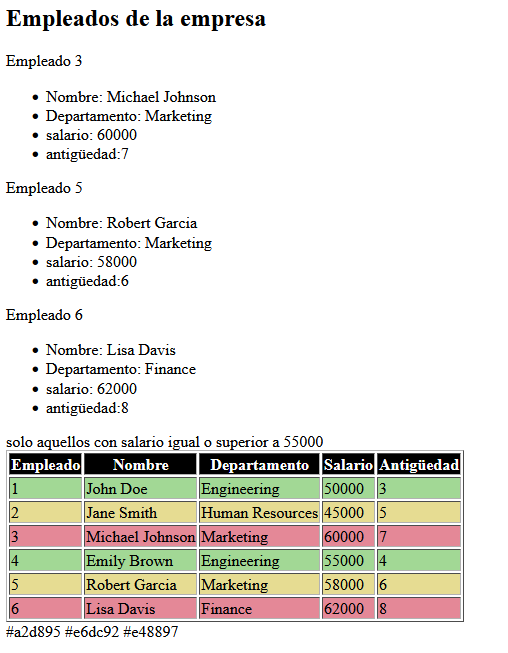 Empleados de la empresa
Empleado 3
Nombre: Michael Johnson
Departamento: Marketing
salario: 60000
antigüedad:7
Empleado 5
Nombre: Robert Garcia
Departamento: Marketing
salario: 58000
antigüedad:6
Empleado 6
Nombre: Lisa Davis
Departamento: Finance
salario: 62000
antigüedad:8
solo aquellos con salario igual o superior a 55000
Empleado Nombre Departamento Salario Antigüedad
1 John Doe Engineering 50000 3
2 Jane Smith Human Resources 45000 5
3 Michael Johnson Marketing 60000 7
4 Emily Brown Engineering 55000 4
5 Robert Garcia Marketing 58000 6
6 Lisa Davis Finance 62000 8
#a2d895 #e6dc92 #e48897